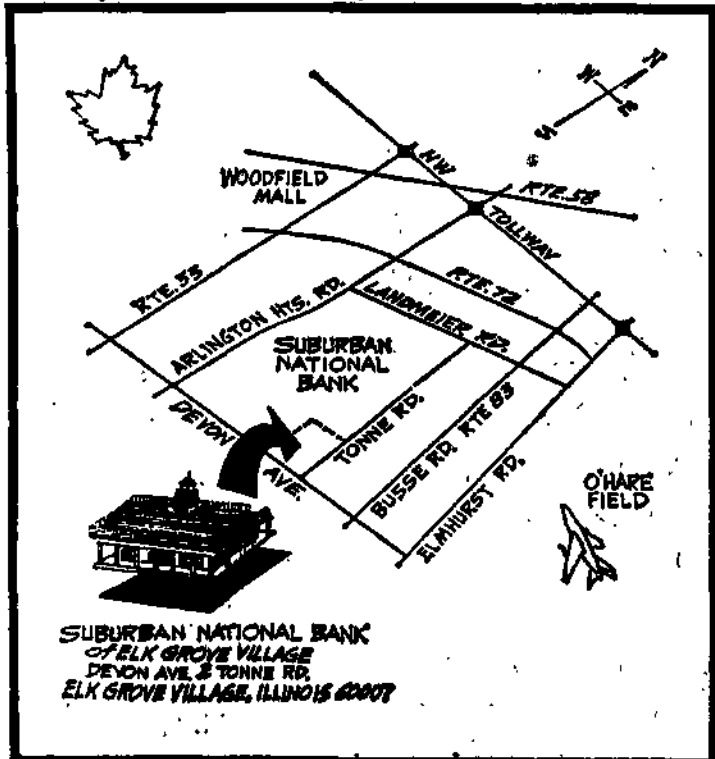 N
W
E
S
HW
TOLLWAY
RTE. 58
WOODFIELD
MALL
RTE. 53
ARLINGTON HTS. RD.
RTE. 72
LANDMEIER RD.
SUBURBAN
NATIONAL
BANK
DEVON AVE.
TONNE RD.
BUSSE RD. RTE 83
ELMHURST RD.
O'HARE
FIELD
SUBURBAN NATIONAL BANK
of ELK GROVE VILLAGE
DEVON AVE. & TONNE RD.
ELK GROVE VILLAGE, ILLINOIS 60007